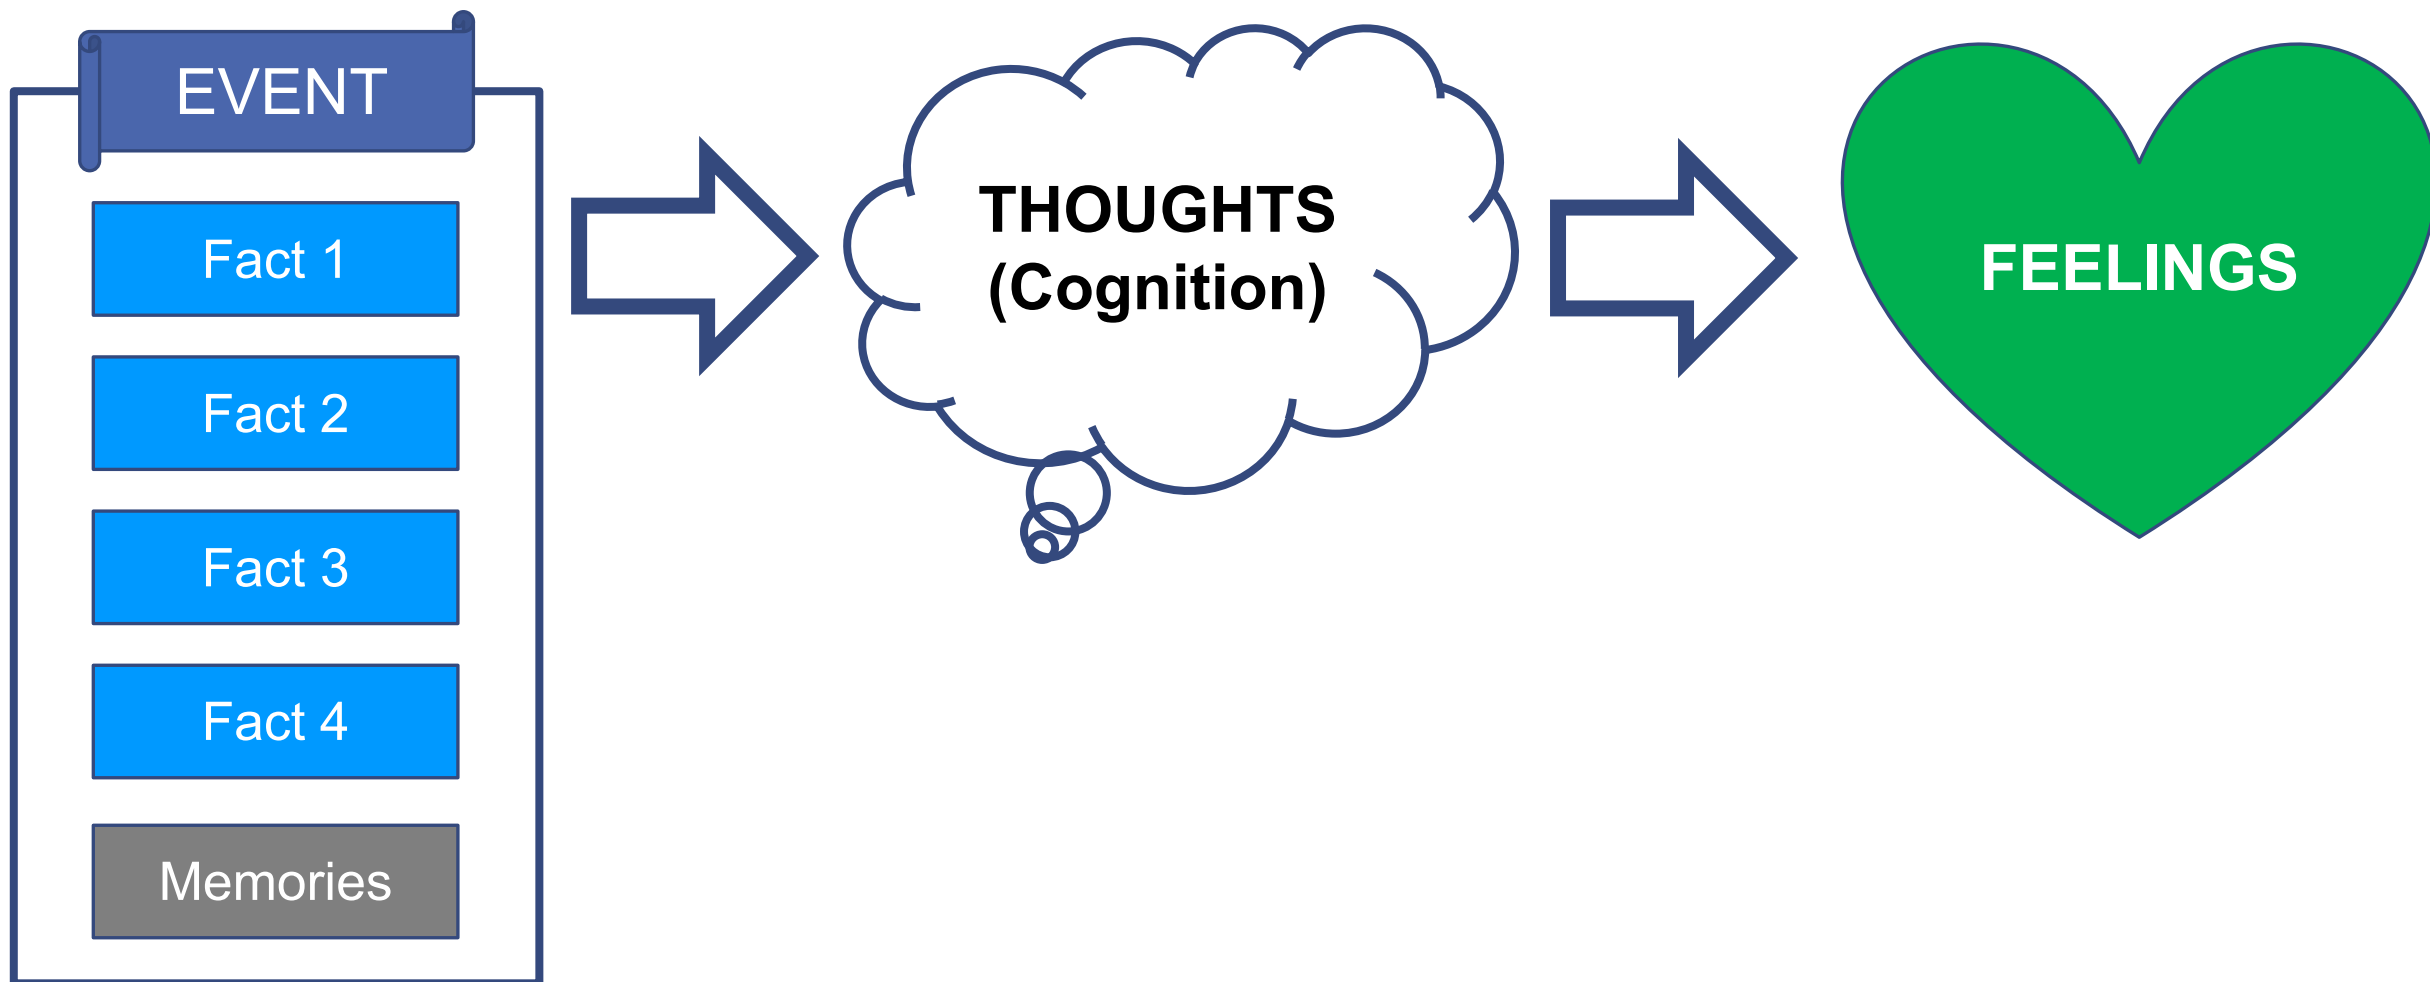 EVENT
Fact 1
Fact 2
Fact 3
Fact 4
Memories
THOUGHTS
(Cognition)
FEELINGS